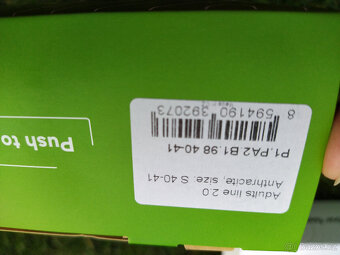 Adults line 2.0
Anthracite, size: S 40-41
P1.PA2 B1.98 40-41
8 594190 392073
Push to